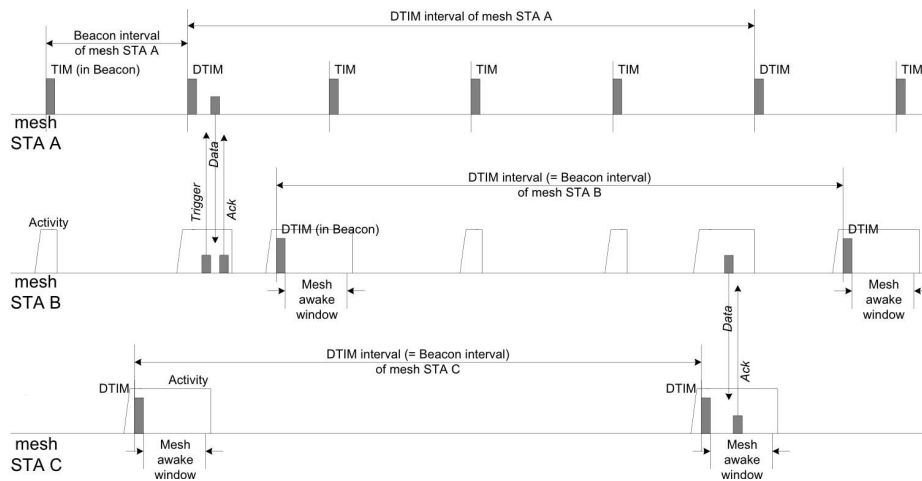 DTIM interval of mesh STA A
Beacon interval
of mesh STA A
TIM (in Beacon)
DTIM
TIM
TIM
TIM
DTIM
TIM
mesh
STA A
Trigger
Data
Ack
DTIM interval (= Beacon interval)
of mesh STA B
Activity
DTIM (in Beacon)
DTIM
mesh
STA B
Mesh
awake
window
Mesh
awake
window
Data
Ack
DTIM interval (= Beacon interval)
of mesh STA C
DTIM
Activity
DTIM
mesh
STA C
Mesh
awake
window
Mesh
awake
window